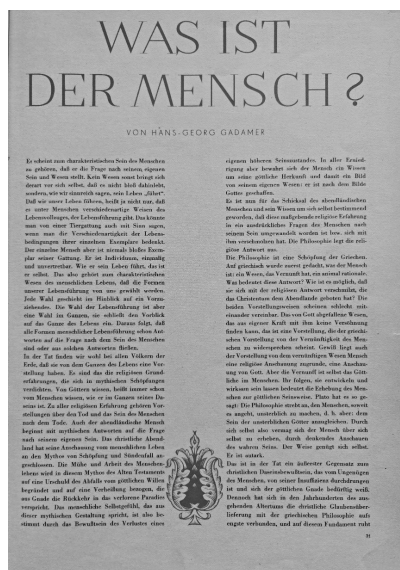 WAS IST
DER MENSCH?
VON HANS-GEORG GADAMER
Es scheint zum charakteristischen Sein des Menschen
zu gehören, daß er die Frage nach seinem eigenen
Sein und Wesen stellt. Kein Wesen sonst bringt sich
derart vor sich selbst, daß es nicht bloß dahinlebt,
sondern, wie wir sinnreich sagen, sein Leben „führt“.
Daß wir unser Leben führen, heißt ja nicht nur, daß
es unter Menschen verschiedenartige Weisen des
Lebensvollzuges, der Lebensführung gibt. Das könnte
man von einer Tiergattung auch mit Sinn sagen,
wenn man die Verschiedenartigkeit der Lebens-
bedingungen ihrer einzelnen Exemplare bedenkt.
Der einzelne Mensch aber ist niemals bloßes Exem-
plar seiner Gattung. Er ist Individuum, einmalig
und unvertretbar. Wie er sein Leben führt, das ist
er selbst. Das also gehört zum charakteristischen
Wesen des menschlichen Lebens, daß die Formen
unserer Lebensführung von uns gewählt werden.
Jede Wahl geschieht im Hinblick auf ein Voran-
zuziehendes. Die Wahl der Lebensführung ist aber
eine Wahl im Ganzen, sie schließt den Vorblick
auf das Ganze des Lebens ein. Daraus folgt, daß
alle Formen menschlicher Lebensführung schon Ant-
worten auf die Frage nach dem Sein des Menschen
sind oder aus solchen Antworten fließen.
In der Tat finden wir wohl bei allen Völkern der
Erde, daß sie von dem Ganzen des Lebens eine Vor-
stellung haben. Es sind das die religiösen Grund-
erfahrungen, die sich in mythischen Schöpfungen
verdichten. Von Göttern wissen, heißt immer schon
vom Menschen wissen, wie er im Ganzen seines Da-
seins ist. Zu aller religiösen Erfahrung gehören Vor-
stellungen über den Tod und das Sein des Menschen
nach dem Tode. Auch der abendländische Mensch
beginnt mit mythischen Antworten auf die Frage
nach seinem eigenen Sein. Das christliche Abend-
land hat seine Anschauung vom menschlichen Leben
an den Mythos von Schöpfung und Sündenfall an-
geschlossen. Die Mühe und Arbeit des Menschen-
lebens wird in diesem Mythos des Alten Testaments
auf eine Urschuld des Abfalls vom göttlichen Willen
begründet und auf eine Verheißung bezogen, die
aus Gnade die Rückkehr in das verlorene Paradies
verspricht. Das menschliche Selbstgefühl, das aus
dieser mythischen Gestaltung spricht, ist also be-
stimmt durch das Bewußtsein des Verlustes eines
eigenen höheren Seinszustandes. In aller Ernied-
rigung aber bewahrt sich der Mensch ein Wissen
um seine göttliche Herkunft und damit ein Bild
von seinem eigenen Wesen: er ist nach dem Bilde
Gottes geschaffen.
Es ist nun für das Schicksal des abendländischen
Menschen und sein Wissen um sich selbst bestimmend
geworden, daß diese maßgebende religiöse Erfahrung
in ein ausdrückliches Fragen des Menschen nach
seinem Sein umgewandelt worden ist bzw. sich mit
ihm verschmolzen hat. Die Philosophie legt die reli-
giöse Antwort aus.
Die Philosophie ist eine Schöpfung der Griechen.
Auf griechisch wurde zuerst gedacht, was der Mensch
ist: ein Wesen, das Vernunft hat, ein animal rationale.
Was bedeutet diese Antwort? Wie ist es möglich, daß
sie sich mit der religiösen Antwort verschmolz, die
das Christentum dem Abendlande geboten hat? Die
beiden Vorstellungsweisen scheinen schlecht mit-
einander vereinbar. Das von Gott abgefallene Wesen,
das aus eigener Kraft mit ihm keine Versöhnung
finden kann, das ist eine Vorstellung, die der griechi-
schen Vorstellung von der Vernünftigkeit des Men-
schen zu widersprechen scheint. Gewiß liegt auch
der Vorstellung von dem vernünftigen Wesen Mensch
eine religiöse Anschauung zugrunde, eine Anschau-
ung von Gott. Aber die Vernunft ist selbst das Gött-
liche im Menschen. Ihr folgen, sie entwickeln und
wirksam sein lassen bedeutet die Erhebung des Men-
schen zur göttlichen Seinsweise. Plato hat es so ge-
sagt: Die Philosophie strebt an, den Menschen, soweit
es angeht, unsterblich zu machen, d. h. aber: dem
Sein der unsterblichen Götter anzugleichen. Durch
sich selbst also vermag sich der Mensch über sich
selbst zu erheben, durch denkendes Anschauen
des wahren Seins. Der Weise genügt sich selbst.
Er ist autark.
Das ist in der Tat ein äußerster Gegensatz zum
christlichen Daseinsbewußtsein, das vom Ungenügen
des Menschen, von seiner Insuffizienz durchdrungen
ist und sich der göttlichen Gnade bedürftig weiß.
Dennoch hat sich in den Jahrhunderten des aus-
gehenden Altertums die christliche Glaubensüber-
lieferung mit der griechischen Philosophie aufs
engste verbunden, und auf diesem Fundament ruht
31